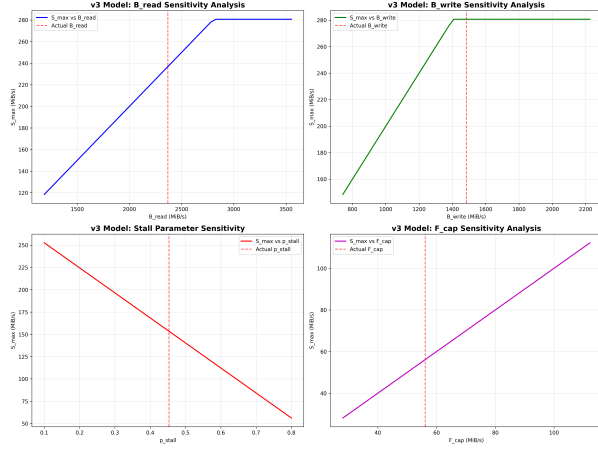 v3 Model: B_read Sensitivity Analysis
280
260
240
220
200
180
160
140
120
S_max (MiB/s)
S_max vs B_read
Actual B_read
1500
2000
2500
3000
3500
B_read (MiB/s)
v3 Model: B_write Sensitivity Analysis
280
260
240
220
200
180
160
S_max (MiB/s)
S_max vs B_write
Actual B_write
800
1000
1200
1400
1600
1800
2000
2200
B_write (MiB/s)
v3 Model: Stall Parameter Sensitivity
250
225
200
175
150
125
100
75
50
S_max (MiB/s)
S_max vs p_stall
Actual p_stall
0.1
0.2
0.3
0.4
0.5
0.6
0.7
0.8
p_stall
v3 Model: F_cap Sensitivity Analysis
100
80
60
40
S_max (MiB/s)
S_max vs F_cap
Actual F_cap
40
60
80
100
F_cap (MiB/s)